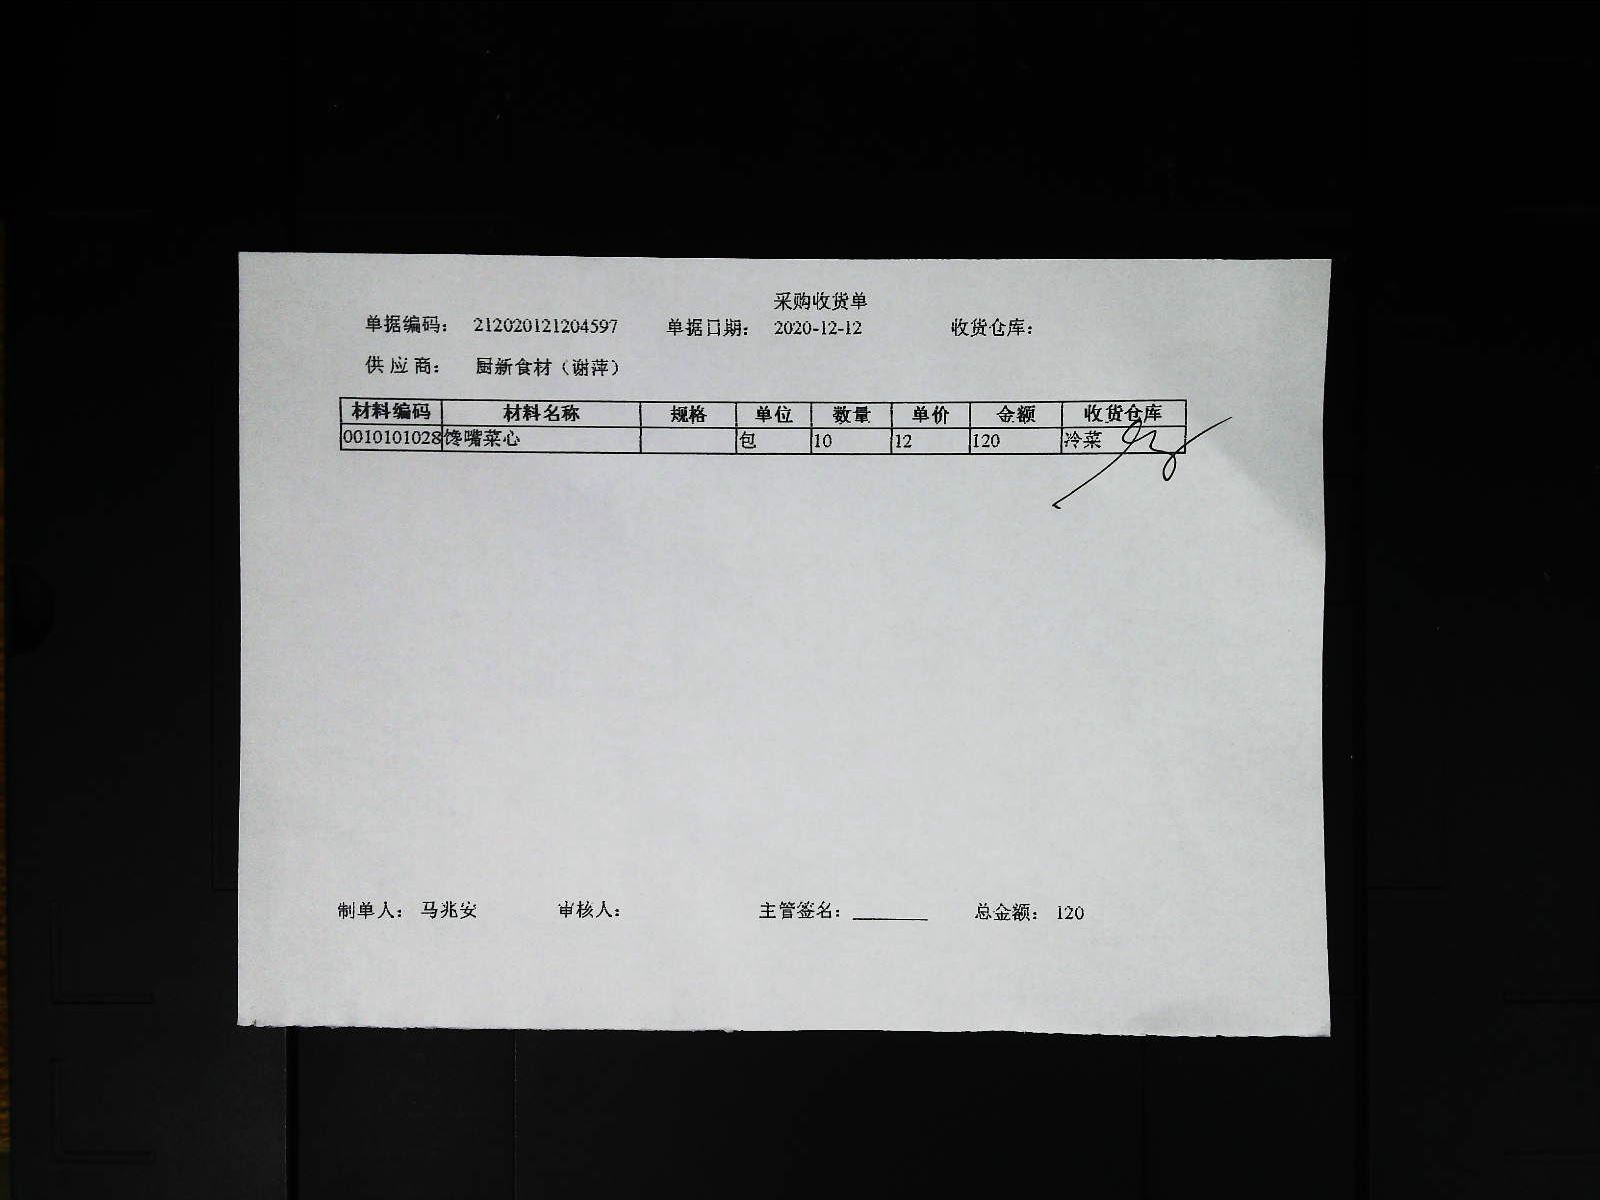 采购收货单
单据编码： 212020121204597 单据日期： 2020-12-12 收货仓库：
供应商： 厨新食材（谢萍）
材料编码 材料名称 规格 单位 数量 单价 金额 收货仓库
0010101028 馋嘴菜心 包 10 12 120 冷菜
制单人： 马兆安 审核人： 主管签名： 总金额： 120